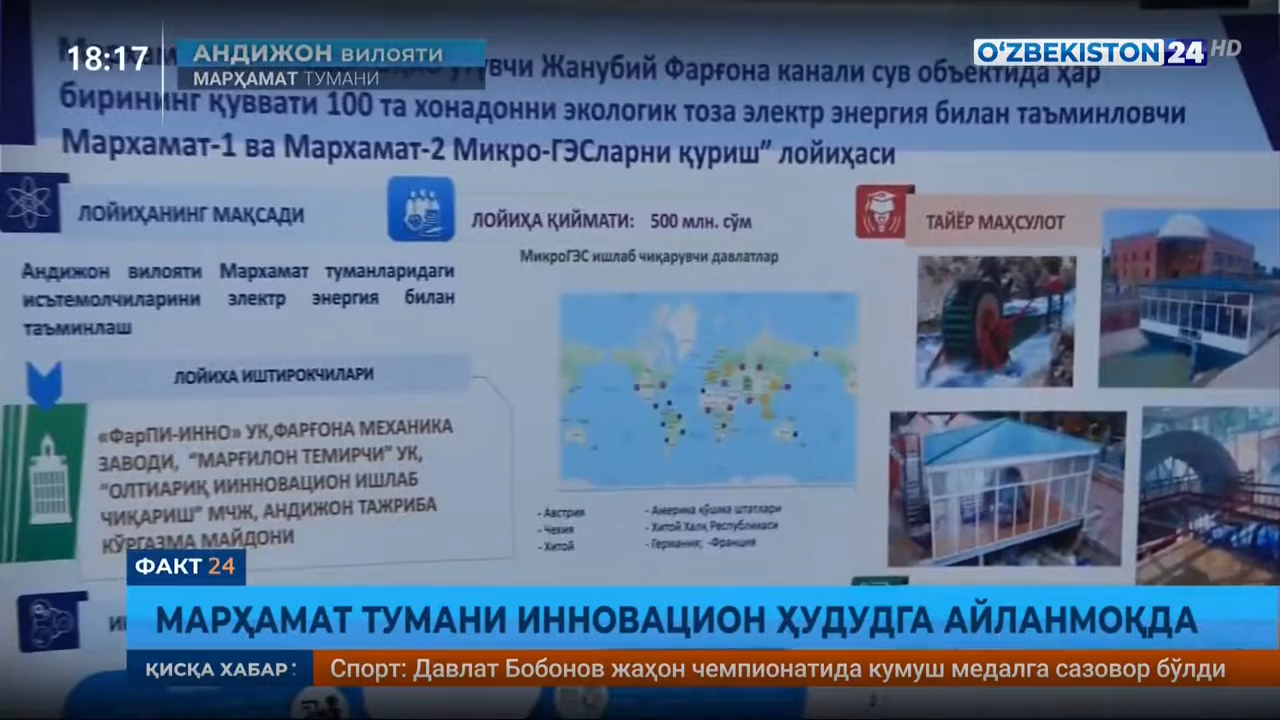 18:17
АНДИЖОН ВИЛОЯТИ
МАРҲАМАТ ТУМАНИ
O‘ZBEKISTON 24 HD
Жанубий Фарғона канали сув объектида ҳар
бирининг қуввати 100 та хонадонни экологик тоза электр энергия билан таъминловчи
Мархамат-1 ва Мархамат-2 Микро-ГЭСларни қуриш” лойиҳаси
ЛОЙИҲАНИНГ МАҚСАДИ
ЛОЙИҲА ҚИЙМАТИ: 500 млн. сўм
ТАЙЁР МАҲСУЛОТ
МикроГЭС ишлаб чиқарувчи давлатлар
Андижон вилояти Мархамат туманларидаги
исътемолчиларини электр энергия билан
таъминлаш
ЛОЙИХА ИШТИРОКЧИЛАРИ
«ФарПИ-ИННО» УК,ФАРҒОНА МЕХАНИКА
ЗАВОДИ, “МАРҒИЛОН ТЕМИРЧИ” УК,
“ОЛТИАРИҚ ИИННОВАЦИОН ИШЛАБ
ЧИҚАРИШ” МЧЖ, АНДИЖОН ТАЖРИБА
КЎРГАЗМА МАЙДОНИ
- Австрия
- Чехия
- Хитой
- Америка қўшма штатлари
- Хитой Халқ Республикаси
- Германия; -Франция
ФАКТ 24
МАРҲАМАТ ТУМАНИ ИННОВАЦИОН ҲУДУДГА АЙЛАНМОҚДА
ҚИСҚА ХАБАР:
Спорт: Давлат Бобонов жаҳон чемпионатида кумуш медалга сазовор бўлди